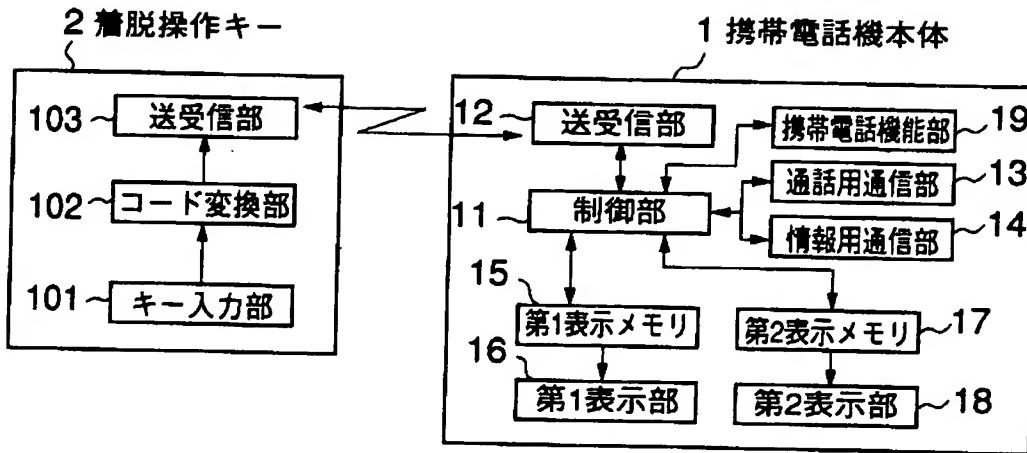 2 着脱操作キー
103 送受信部
102 コード変換部
101 キー入力部
1 携帯電話機本体
12 送受信部
携帯電話機能部 19
通話用通信部 13
11 制御部
情報用通信部 14
15 第1表示メモリ
第2表示メモリ 17
16 第1表示部
第2表示部 18